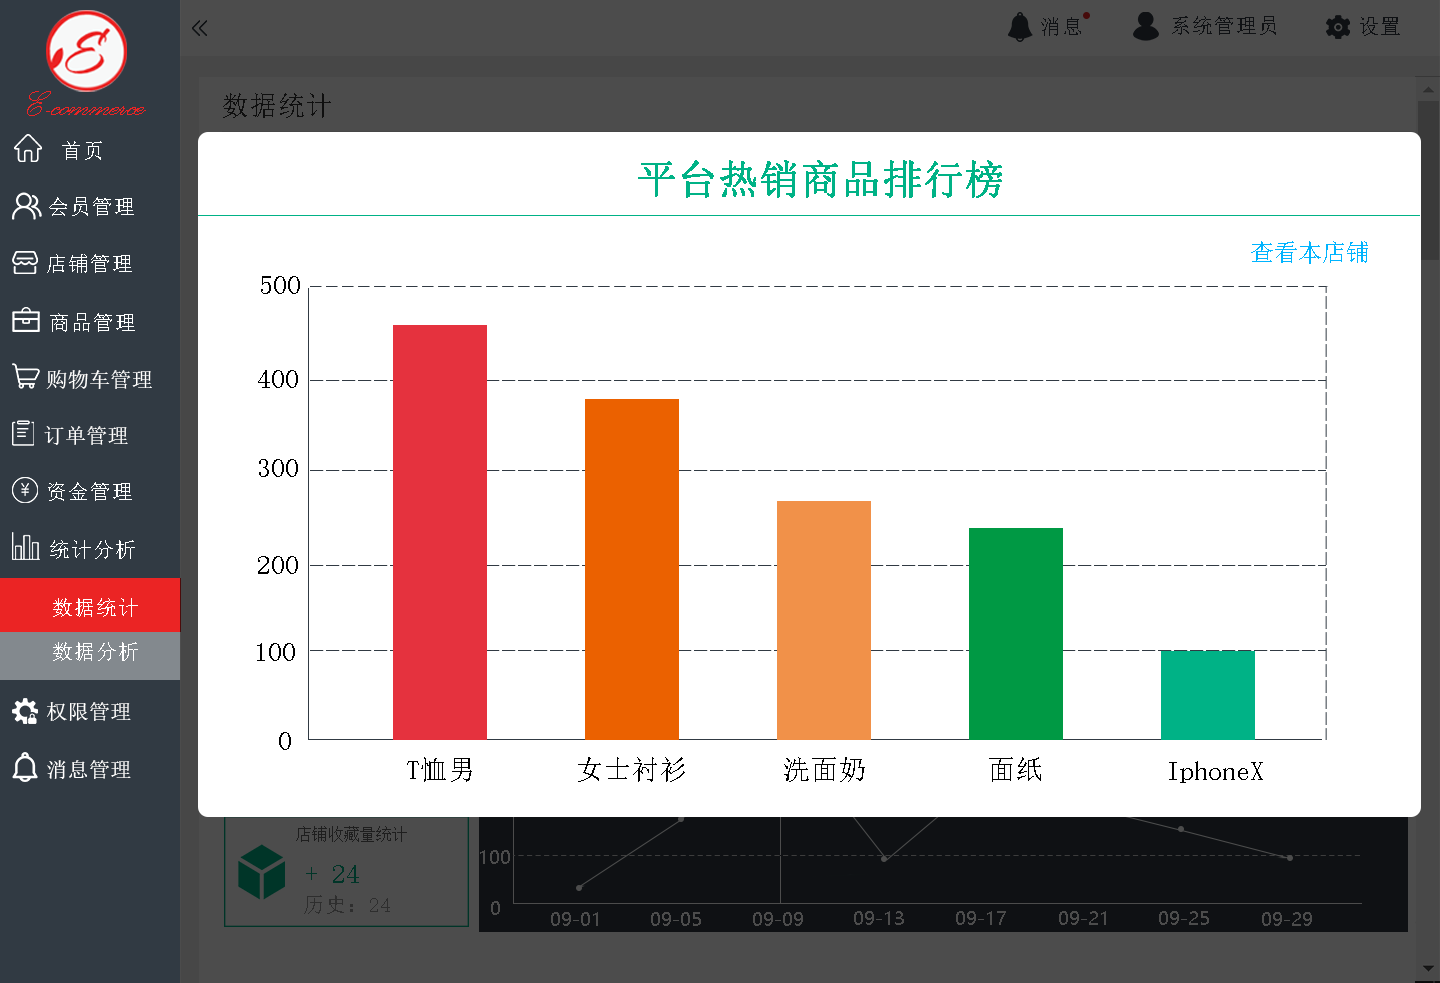 E-commerce
首页
会员管理
店铺管理
商品管理
购物车管理
订单管理
资金管理
统计分析
数据统计
数据分析
权限管理
消息管理
消息
系统管理员
设置
数据统计
平台热销商品排行榜
查看本店铺
500
400
300
200
100
0
T恤男
女士衬衫
洗面奶
面纸
IphoneX
店铺收藏量统计
+ 24
历史：24
100
0
09-01
09-05
09-09
09-13
09-17
09-21
09-25
09-29